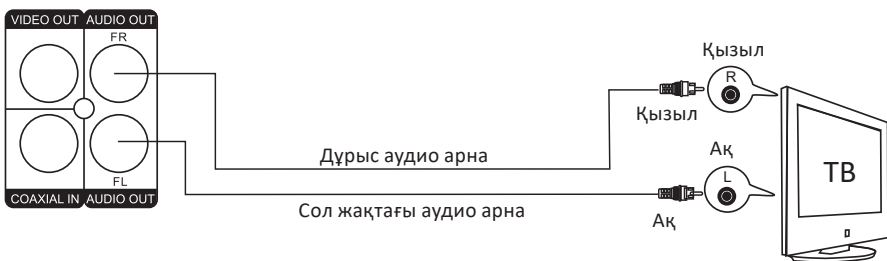 VIDEO OUT AUDIO OUT
FR
FL
COAXIAL IN AUDIO OUT
Дұрыс аудио арна
Сол жақтағы аудио арна
Қызыл
R
Қызыл
Ақ
L
Ақ
ТВ